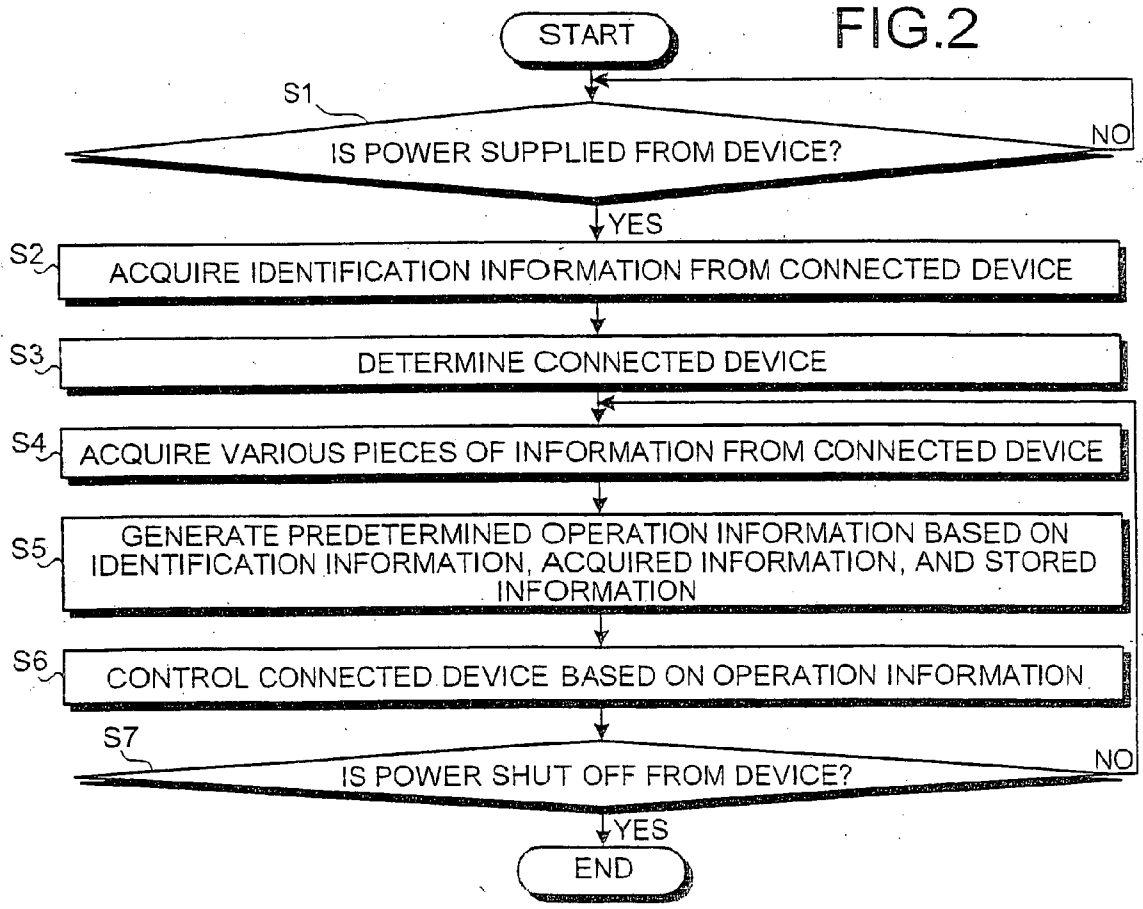 FIG.2
START
S1
IS POWER SUPPLIED FROM DEVICE?
NO
YES
S2
ACQUIRE IDENTIFICATION INFORMATION FROM CONNECTED DEVICE
S3
DETERMINE CONNECTED DEVICE
S4
ACQUIRE VARIOUS PIECES OF INFORMATION FROM CONNECTED DEVICE
S5
GENERATE PREDETERMINED OPERATION INFORMATION BASED ON
IDENTIFICATION INFORMATION, ACQUIRED INFORMATION, AND STORED
INFORMATION
S6
CONTROL CONNECTED DEVICE BASED ON OPERATION INFORMATION
S7
IS POWER SHUT OFF FROM DEVICE?
NO
YES
END